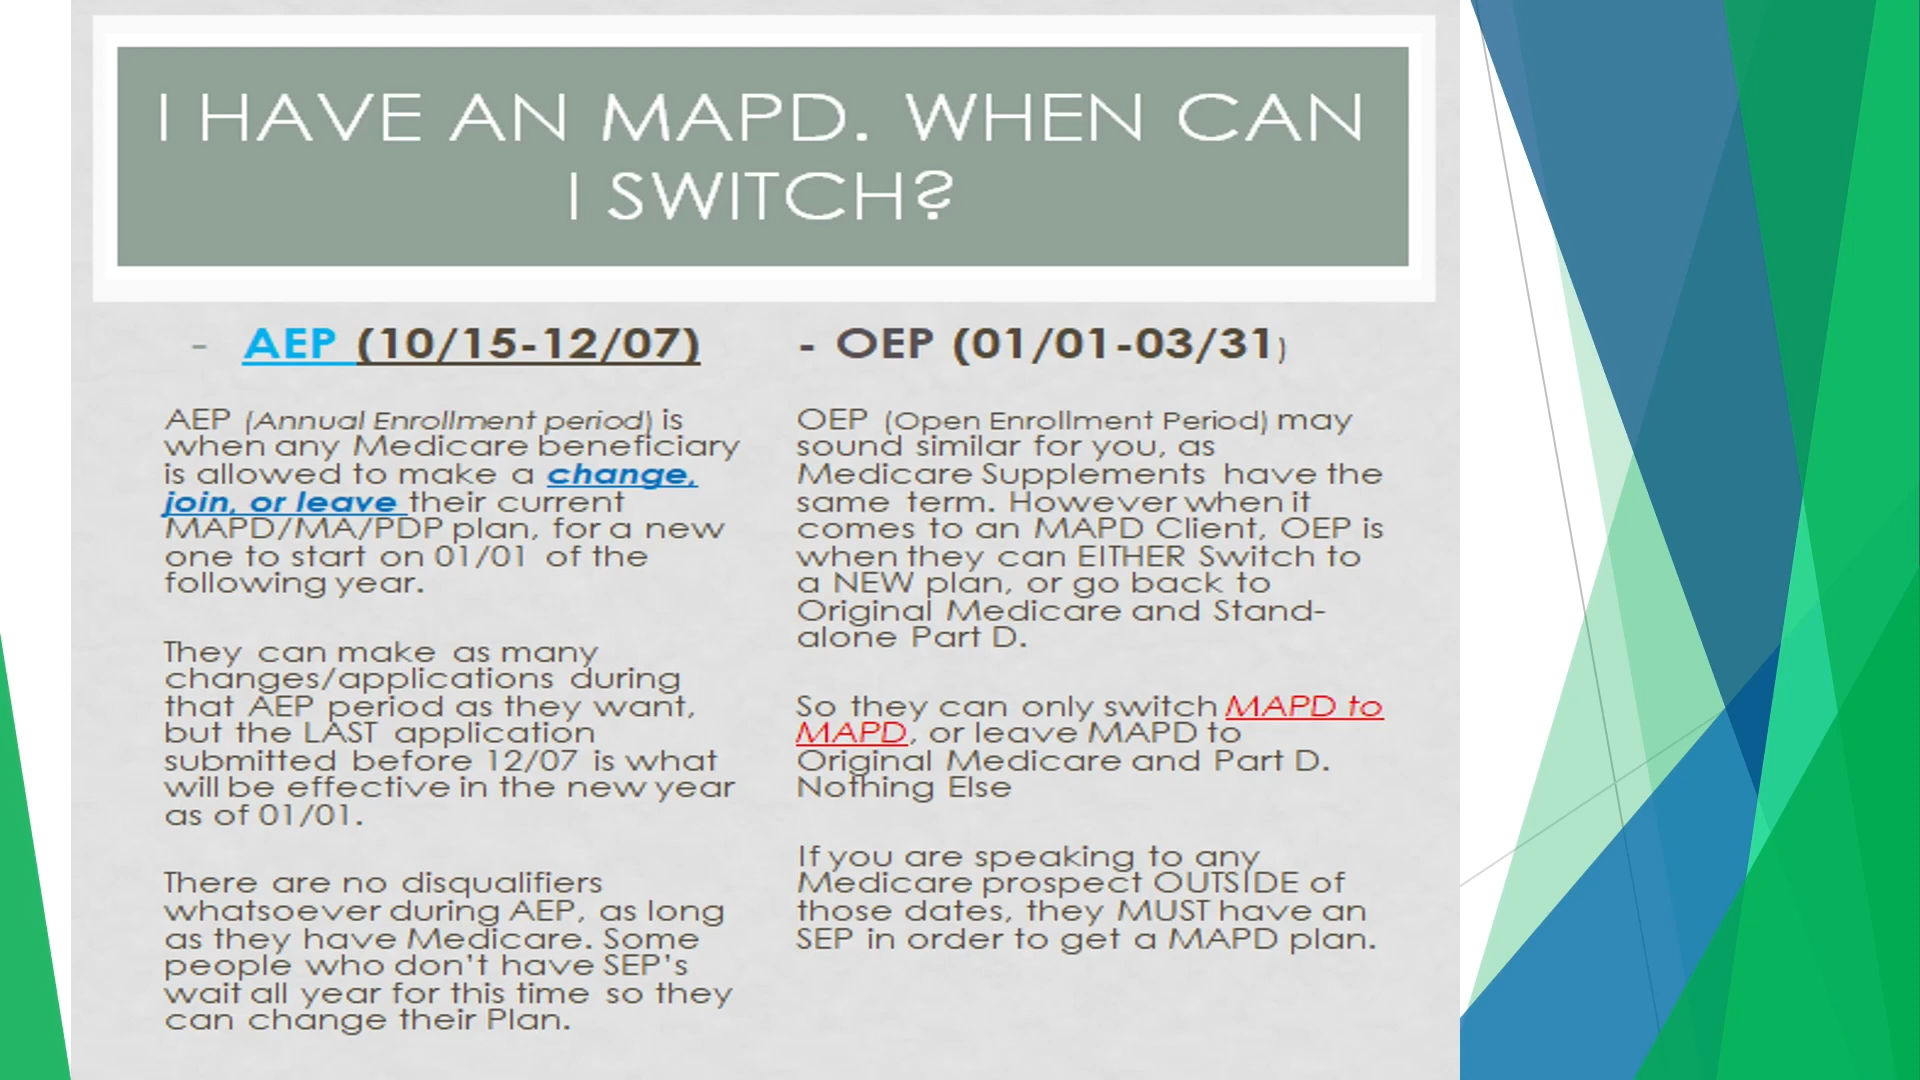 I HAVE AN MAPD. WHEN CAN
I SWITCH?
- AEP (10/15-12/07)
AEP (Annual Enrollment period) is
when any Medicare beneficiary
is allowed to make a change,
join, or leave their current
MAPD/MA/PDP plan, for a new
one to start on 01/01 of the
following year.
They can make as many
changes/applications during
that AEP period as they want,
but the LAST application
submitted before 12/07 is what
will be effective in the new year
as of 01/01.
There are no disqualifiers
whatsoever during AEP, as long
as they have Medicare. Some
people who don't have SEP's
wait all year for this time so they
can change their Plan.
- OEP (01/01-03/31)
OEP (Open Enrollment Period) may
sound similar for you, as
Medicare Supplements have the
same term. However when it
comes to an MAPD Client, OEP is
when they can EITHER Switch to
a NEW plan, or go back to
Original Medicare and Stand-
alone Part D.
So they can only switch MAPD to
MAPD, or leave MAPD to
Original Medicare and Part D.
Nothing Else
If you are speaking to any
Medicare prospect OUTSIDE of
those dates, they MUST have an
SEP in order to get a MAPD plan.